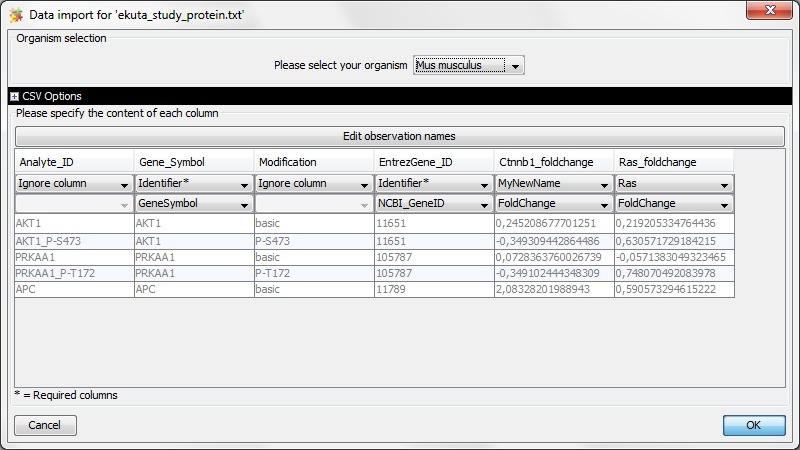 Data import for 'ekuta_study_protein.txt'
Organism selection
Please select your organism Mus musculus
CSV Options
Please specify the content of each column
Edit observation names
Analyte_ID Gene_Symbol Modification EntrezGene_ID Ctnnb1_foldchange Ras_foldchange
Ignore column Identifier* Ignore column Identifier* MyNewName Ras
GeneSymbol NCBI_GeneID FoldChange FoldChange
AKT1 AKT1 basic 11651 0,245208677701251 0,219205334764436
AKT1_P-S473 AKT1 P-S473 11651 -0,349309442864486 0,630571729184215
PRKAA1 PRKAA1 basic 105787 0,0728363760026739 -0,0571383049323465
PRKAA1_P-T172 PRKAA1 P-T172 105787 -0,349102444348309 0,748070492083978
APC APC basic 11789 2,08328201988943 0,590573294615222
* = Required columns
Cancel OK